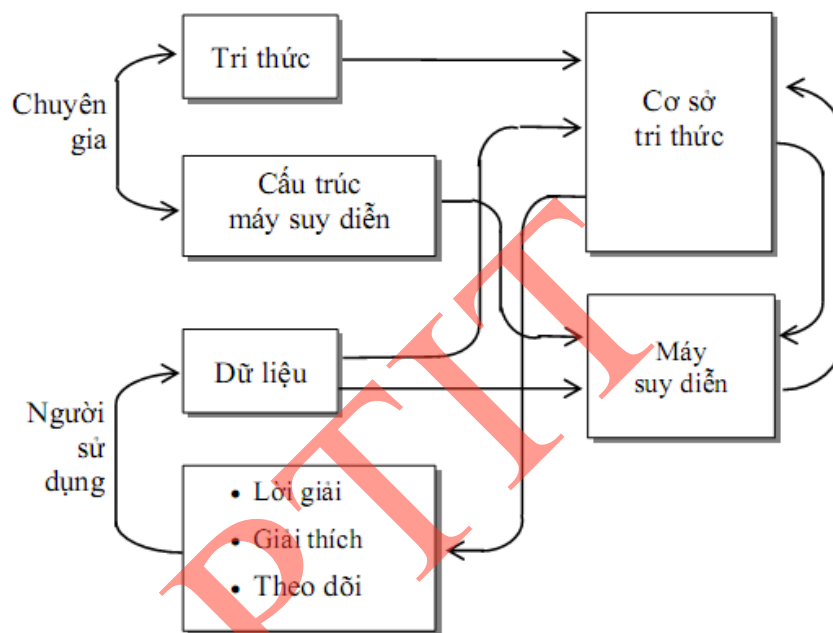 Tri thức
Chuyên
gia
Cấu trúc
máy suy diễn
Cơ sở
tri thức
Dữ liệu
Máy
suy diễn
Người
sử
dụng
• Lời giải
• Giải thích
• Theo dõi
PTIT